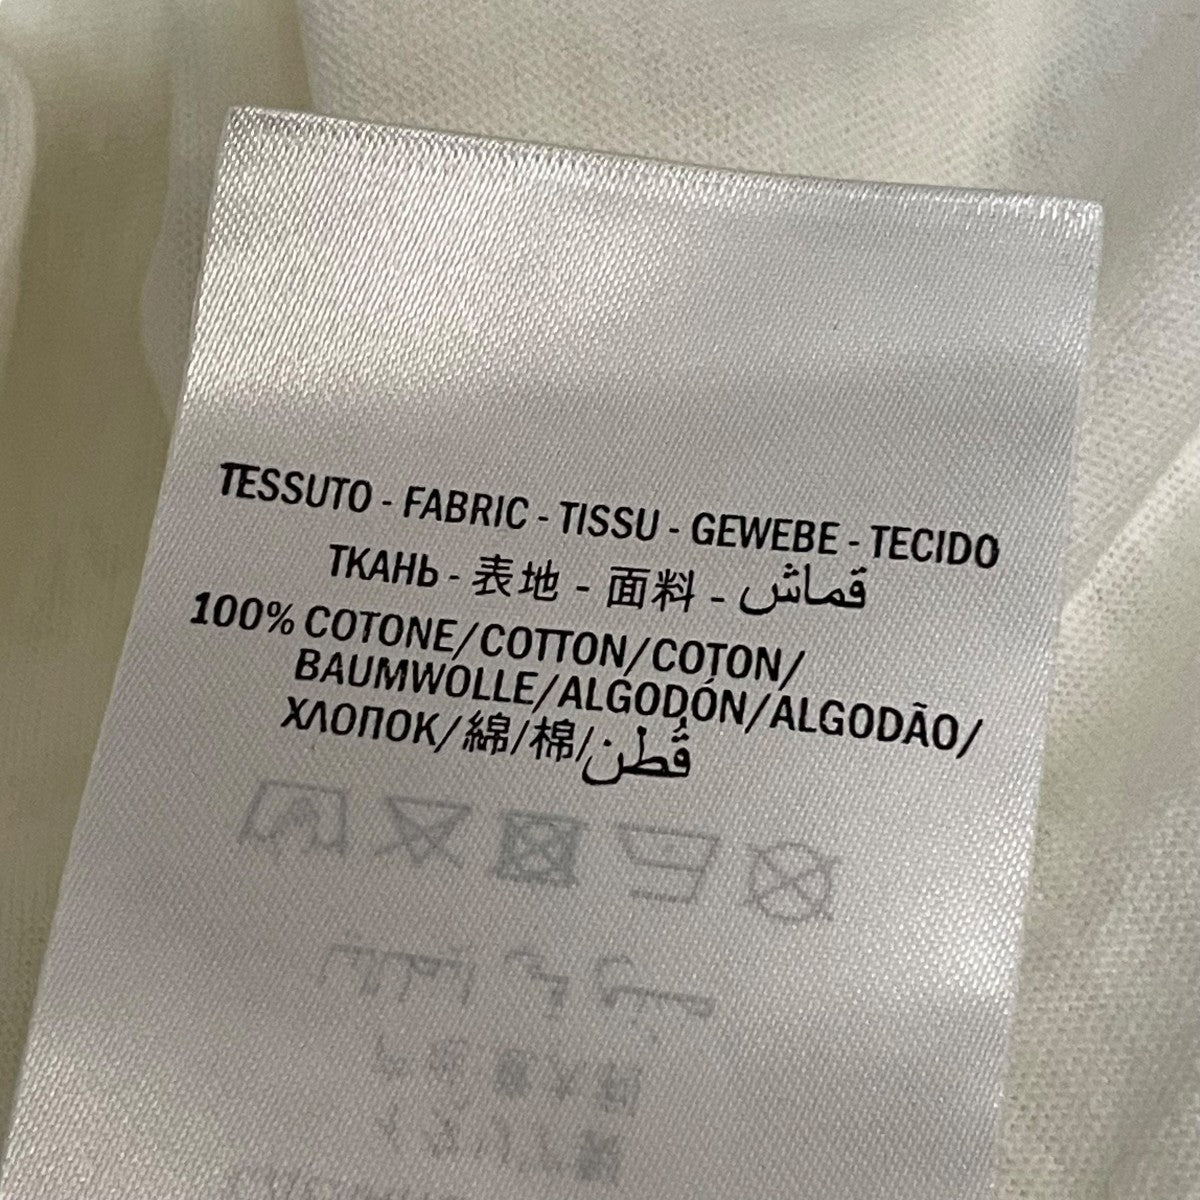 TESSUTO - FABRIC - TISSU - GEWEBE - TECIDO
ТКАНЬ - 表地 - 面料 - قماش
100% COTONE/COTTON/COTON/
BAUMWOLLE/ALGODÓN/ALGODÃO/
ХЛОПОК/綿/棉/قُطن